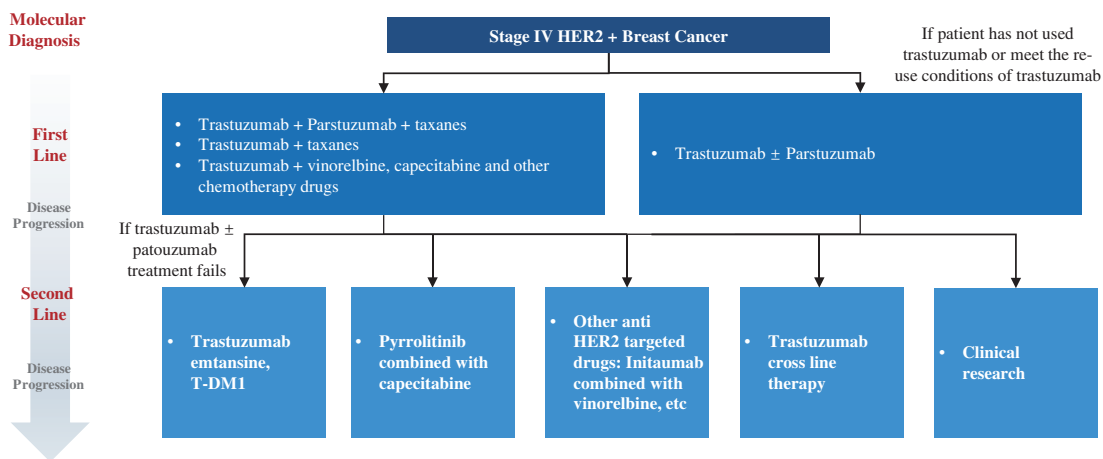 Molecular
Diagnosis
Stage IV HER2 + Breast Cancer
If patient has not used
trastuzumab or meet the re-
use conditions of trastuzumab
First
Line
• Trastuzumab + Parstuzumab + taxanes
• Trastuzumab + taxanes
• Trastuzumab + vinorelbine, capecitabine and other
chemotherapy drugs
• Trastuzumab ± Parstuzumab
Disease
Progression
If trastuzumab ±
patouzumab
treatment fails
Second
Line
• Trastuzumab
emtansine,
T-DM1
• Pyrrolitinib
combined with
capecitabine
• Other anti
HER2 targeted
drugs: Initaumab
combined with
vinorelbine, etc
• Trastuzumab
cross line
therapy
• Clinical
research
Disease
Progression